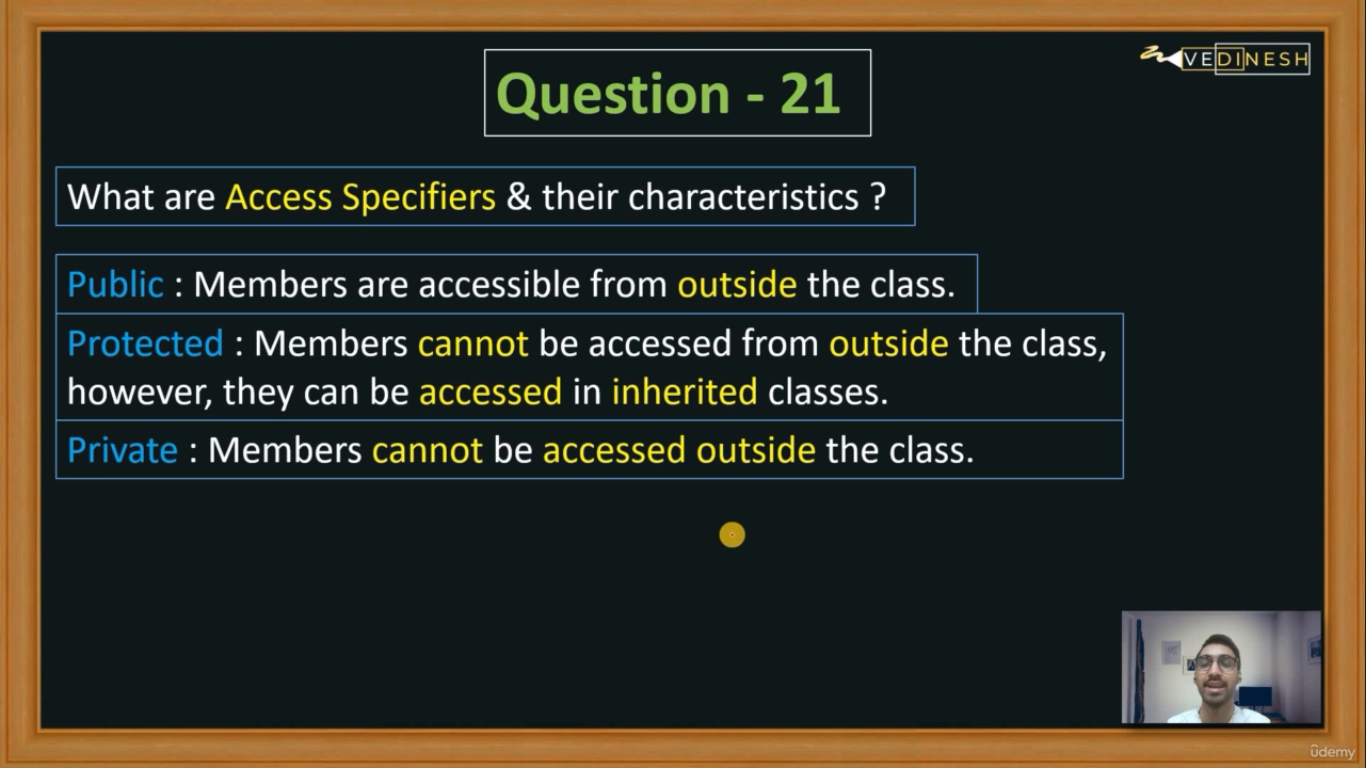 VEDINESH
Question - 21
What are Access Specifiers & their characteristics ?
Public : Members are accessible from outside the class.
Protected : Members cannot be accessed from outside the class,
however, they can be accessed in inherited classes.
Private : Members cannot be accessed outside the class.
ûdemy